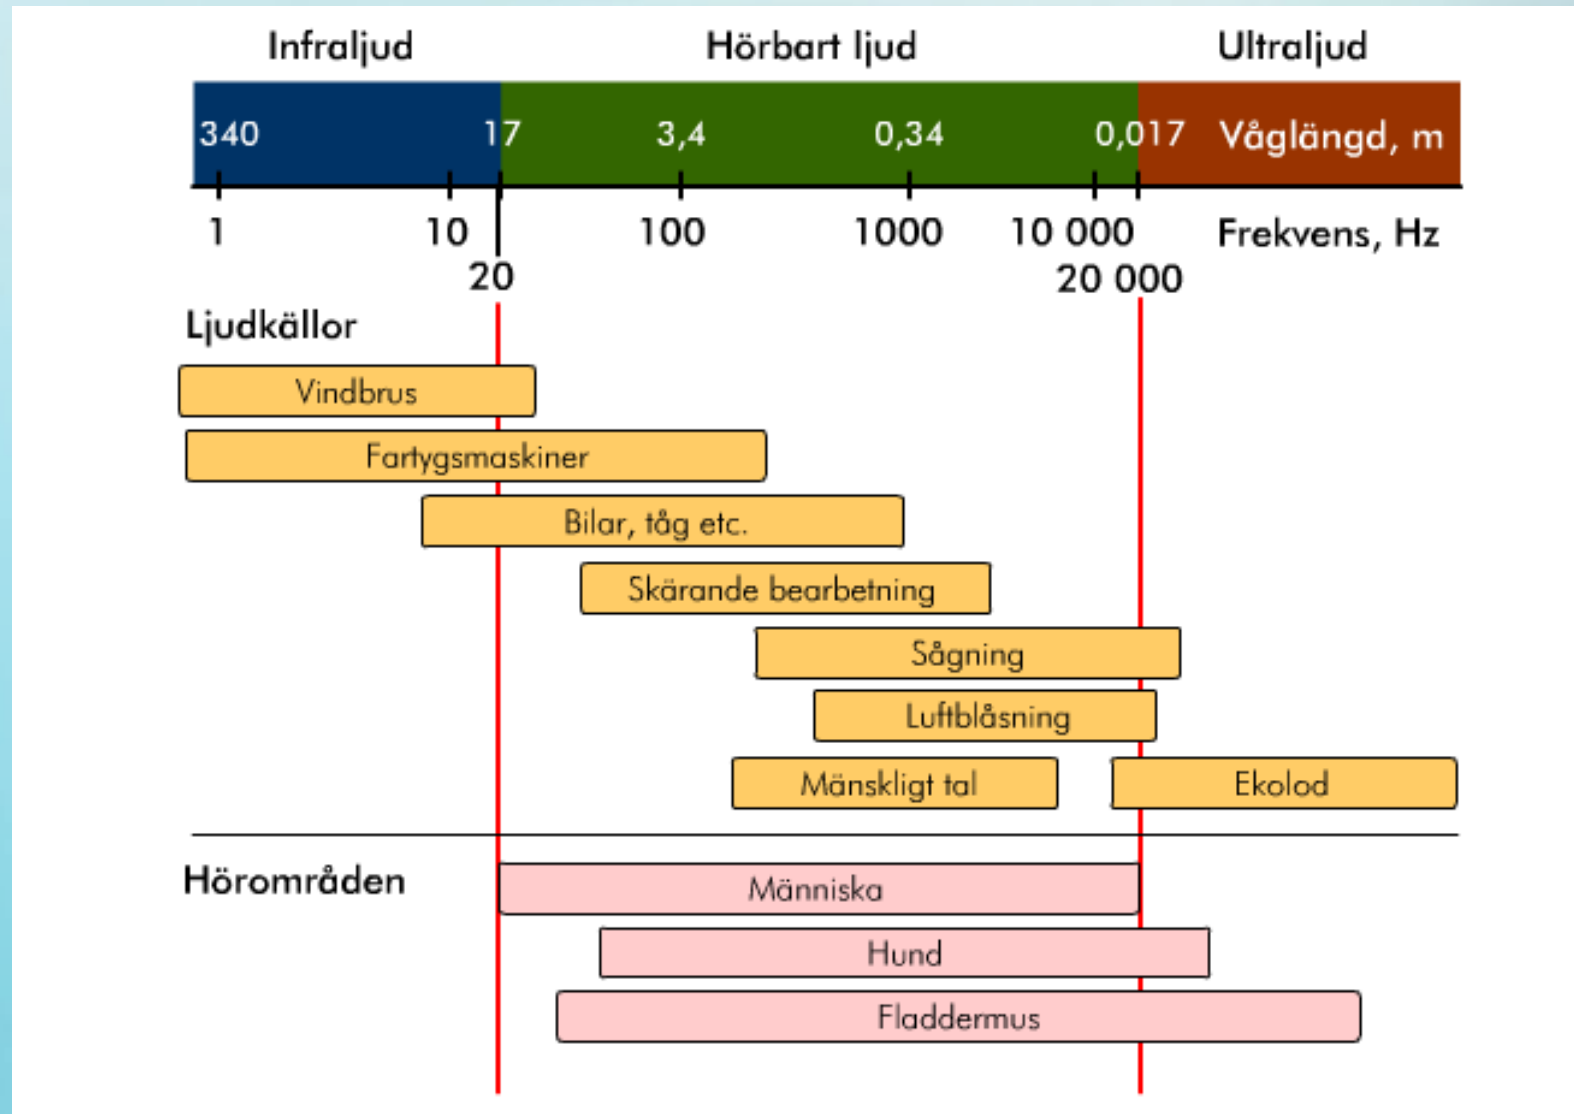 Infraljud Hörbart ljud Ultraljud
340 17 3,4 0,34 0,017 Våglängd, m
1 10 100 1000 10 000 Frekvens, Hz
20 20 000
Ljudkällor
Vindbrus
Fartygsmaskiner
Bilar, tåg etc.
Skärande bearbetning
Sågning
Luftblåsning
Mänskligt tal Ekolod
Hörområden
Människa
Hund
Fladdermus